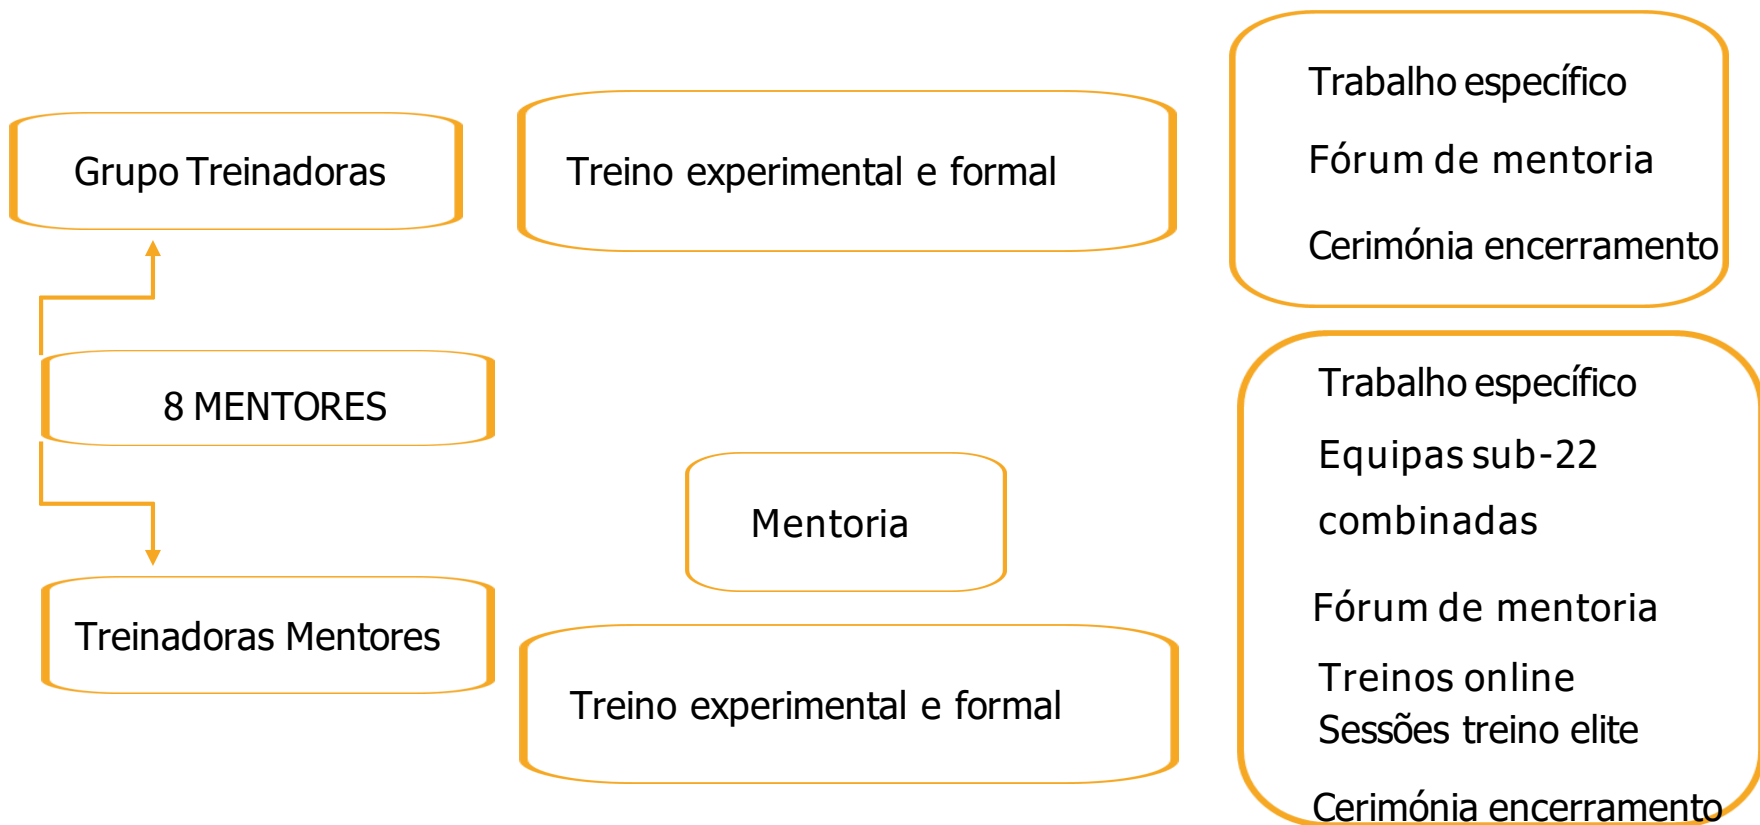 Grupo Treinadoras
Treino experimental e formal
Trabalho específico
Fórum de mentoria
Cerimónia encerramento
8 MENTORES
Mentoria
Treinadoras Mentores
Treino experimental e formal
Trabalho específico
Equipas sub-22
combinadas
Fórum de mentoria
Treinos online
Sessões treino elite
Cerimónia encerramento